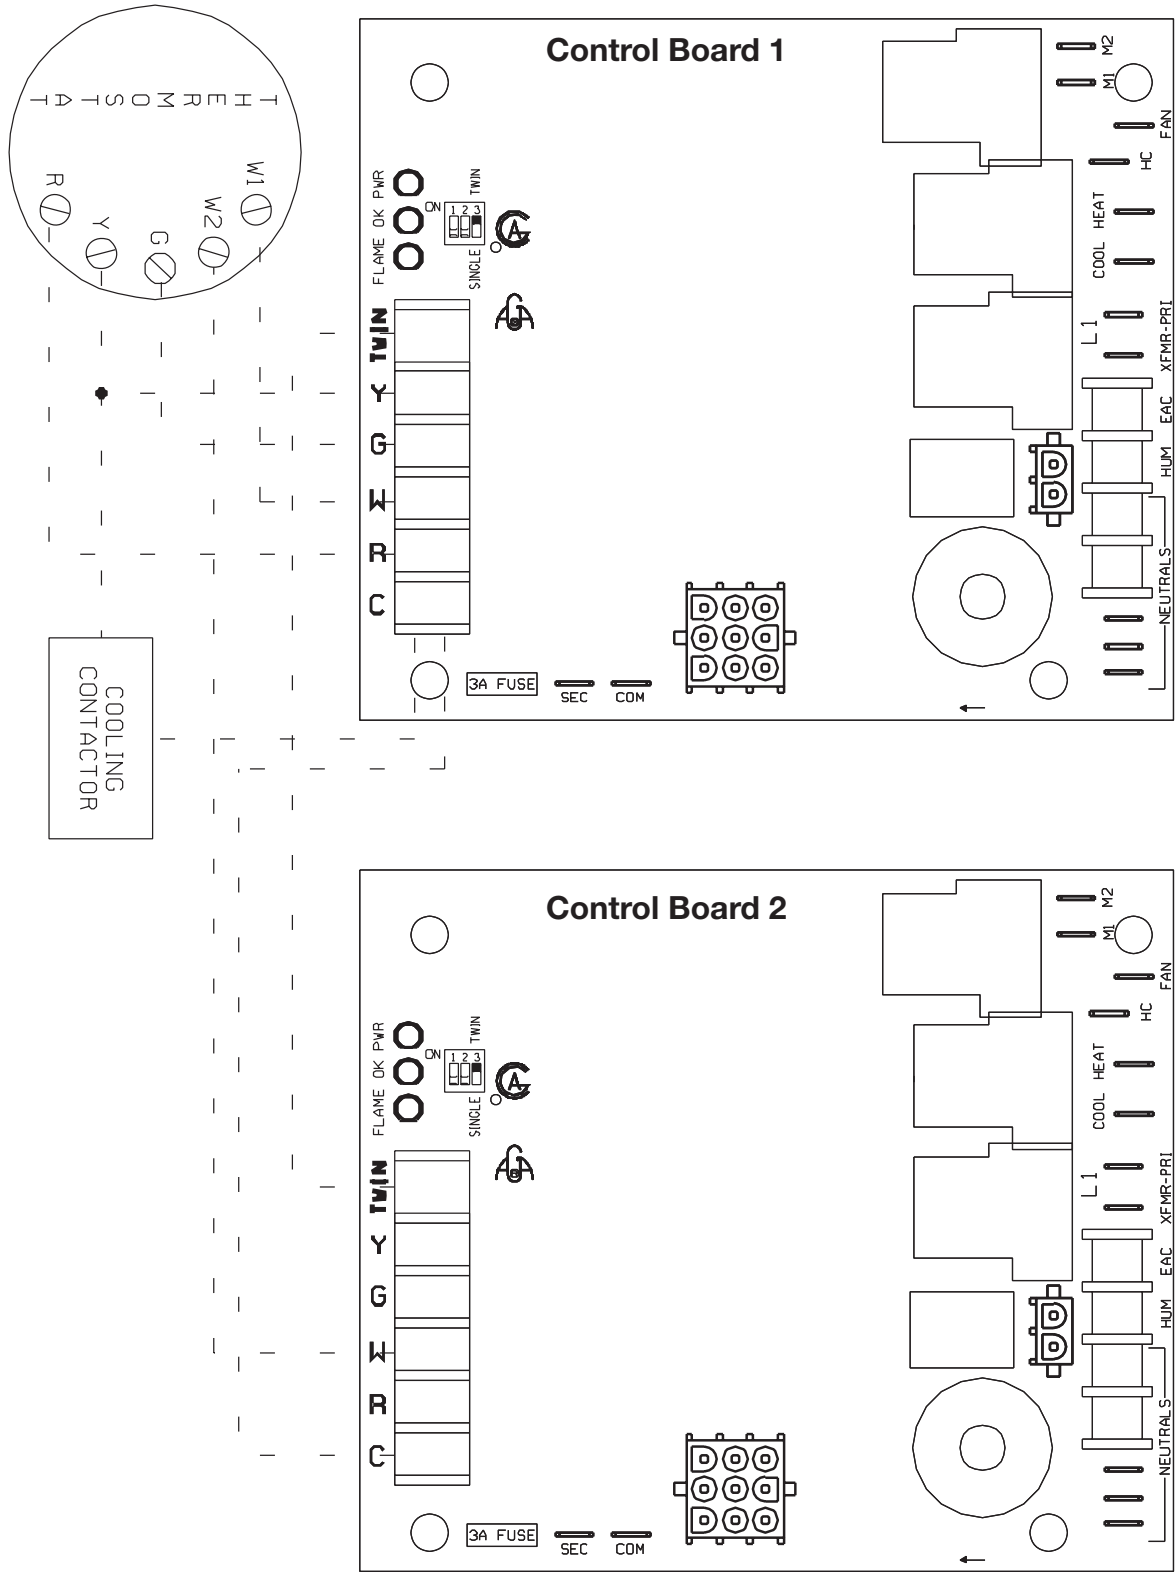 Control Board 1
THERMOSTAT
R
Y
G
W2
W1
M2
M1
FAN
HC
HEAT
COOL
L1
XFMR-PRI
EAC
HUM
NEUTRALS
PWR
OK
FLAME
ON
1 2 3
TWIN
SINGLE
TWIN
Y
G
W
R
C
3A FUSE
SEC
COM
COOLING
CONTACTOR
Control Board 2
M2
M1
FAN
HC
HEAT
COOL
L1
XFMR-PRI
EAC
HUM
NEUTRALS
PWR
OK
FLAME
ON
1 2 3
TWIN
SINGLE
TWIN
Y
G
W
R
C
3A FUSE
SEC
COM